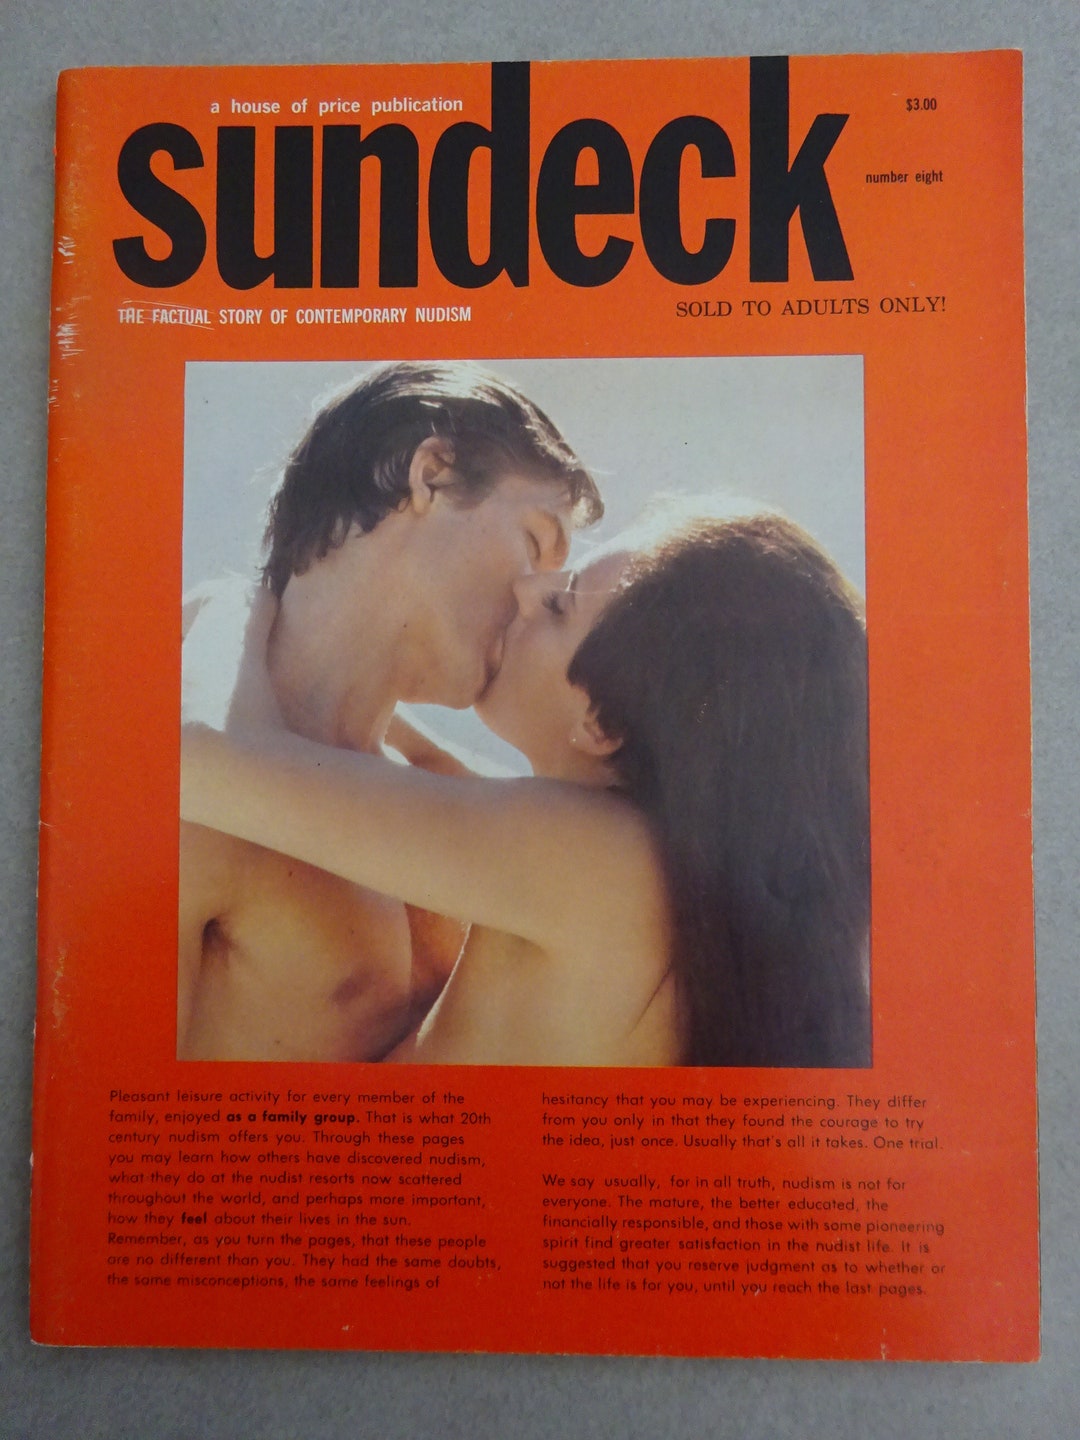 a house of price publication
$3.00
sundeck
number eight
THE FACTUAL STORY OF CONTEMPORARY NUDISM
SOLD TO ADULTS ONLY!
Pleasant leisure activity for every member of the
family, enjoyed as a family group. That is what 20th
century nudism offers you. Through these pages
you may learn how others have discovered nudism,
what they do at the nudist resorts now scattered
throughout the world, and perhaps more important,
how they feel about their lives in the sun.
Remember, as you turn the pages, that these people
are no different than you. They had the same doubts,
the same misconceptions, the same feelings of
hesitancy that you may be experiencing. They differ
from you only in that they found the courage to try
the idea, just once. Usually that's all it takes. One trial.
We say usually, for in all truth, nudism is not for
everyone. The mature, the better educated, the
financially responsible, and those with some pioneering
spirit find greater satisfaction in the nudist life. It is
suggested that you reserve judgment as to whether or
not the life is for you, until you reach the last pages.